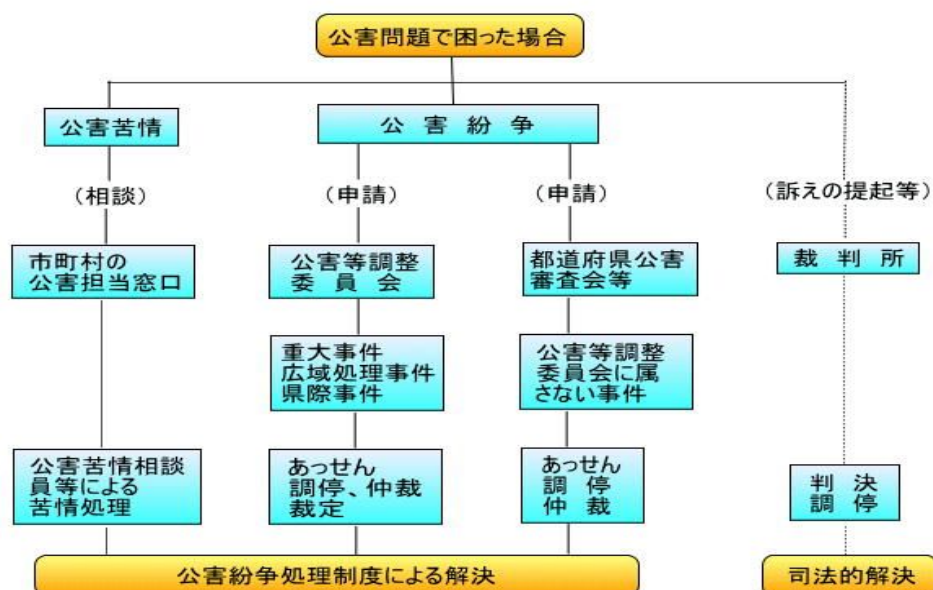 公害問題で困った場合
公害苦情
公 害 紛 争
（相談）
（申請）
（申請）
（訴えの提起等）
市町村の
公害担当窓口
公害等調整
委 員 会
都道府県公害
審査会等
裁 判 所
重大事件
広域処理事件
県際事件
公害等調整
委員会に属
さない事件
公害苦情相談
員等による
苦情処理
あっせん
調停、仲裁
裁定
あっせん
調 停
仲 裁
判 決
調 停
公害紛争処理制度による解決
司法的解決